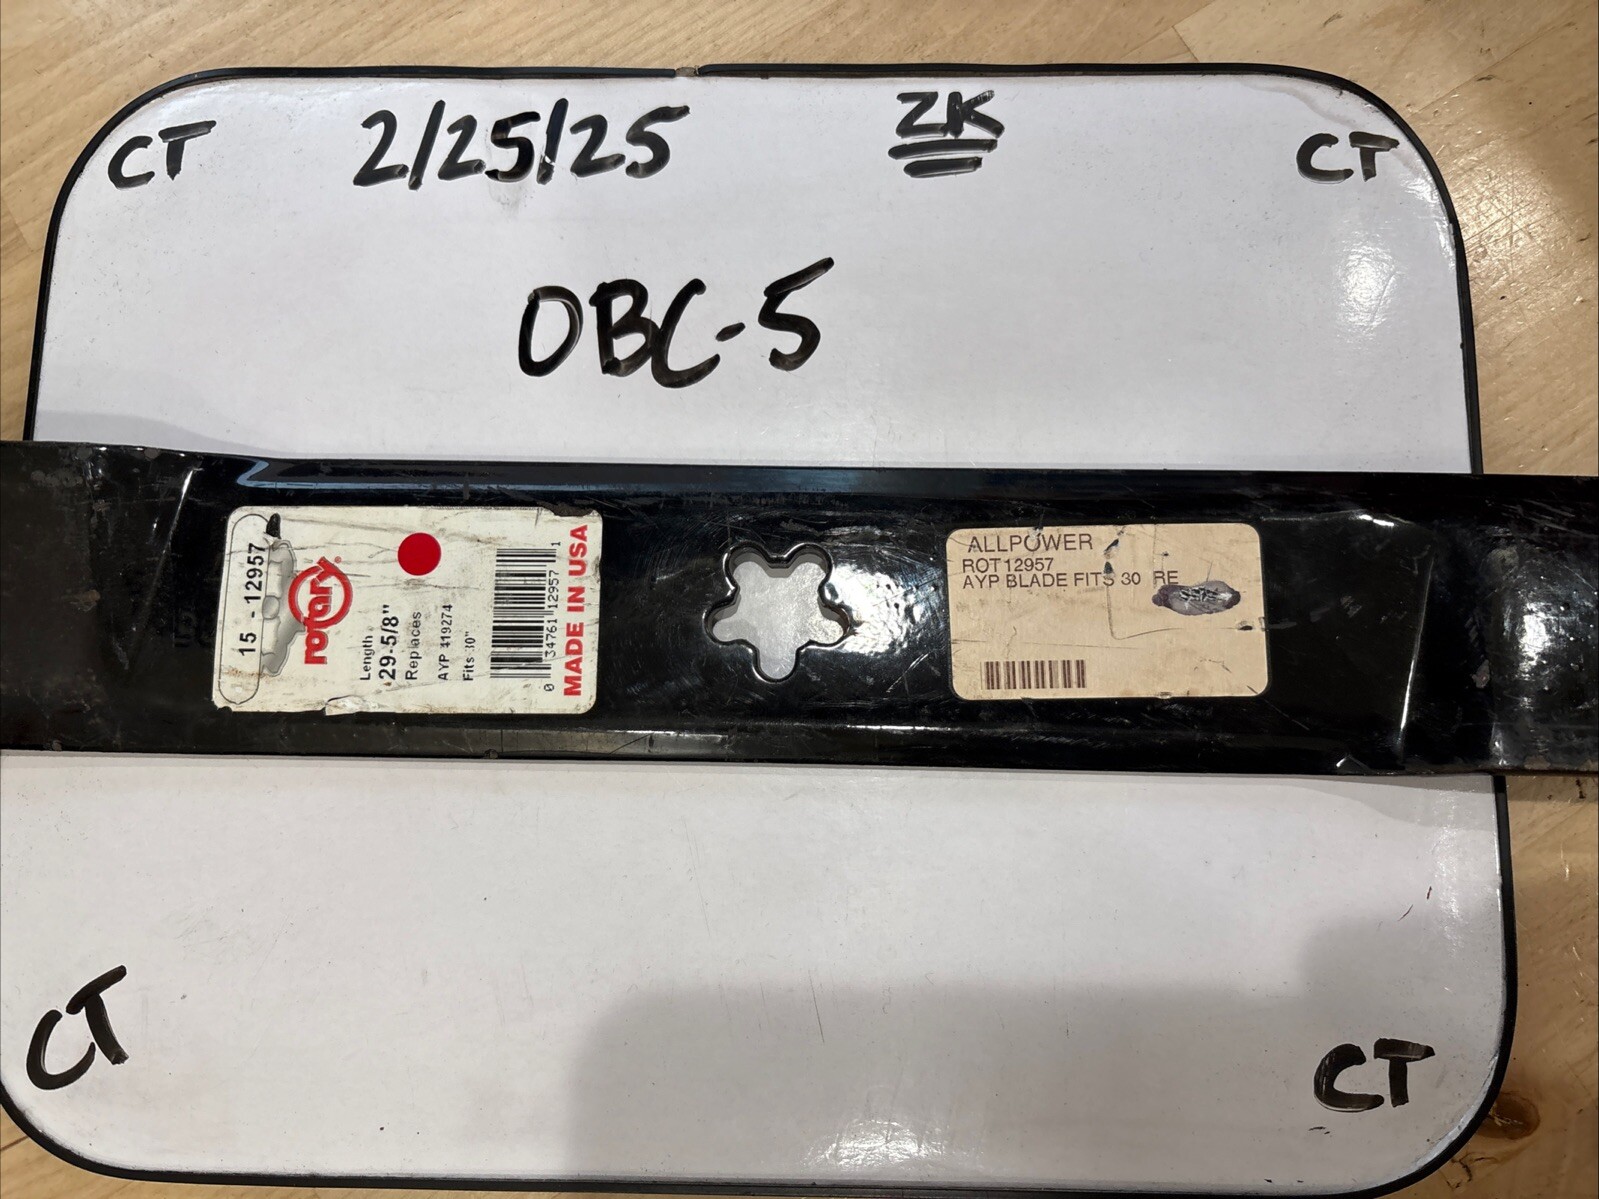 CT
2/25/25
ZK
CT
OBC-5
15 - 12957
rotary
Length
29-5/8"
Replaces
AYP 419274
Fits 30"
0 34761 12957 1
MADE IN USA
ALLPOWER
ROT12957
AYP BLADE FITS 30 RE
CT
CT